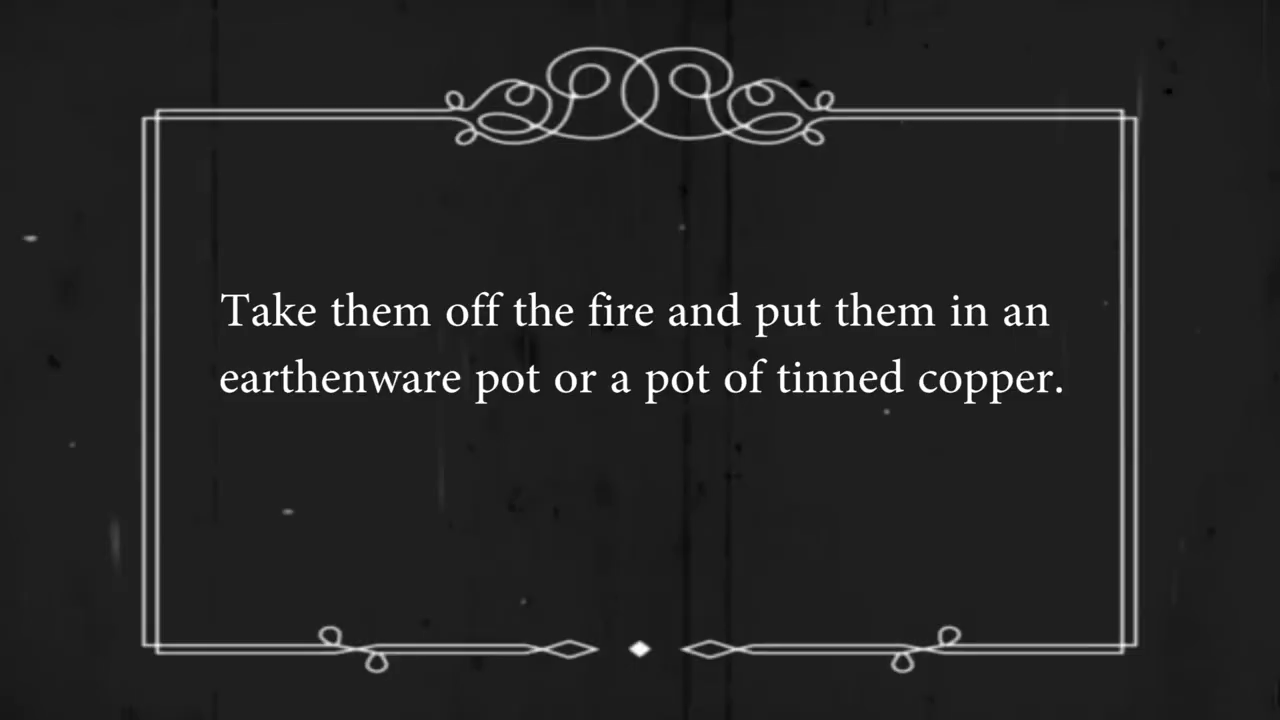 Take them off the fire and put them in an
earthenware pot or a pot of tinned copper.